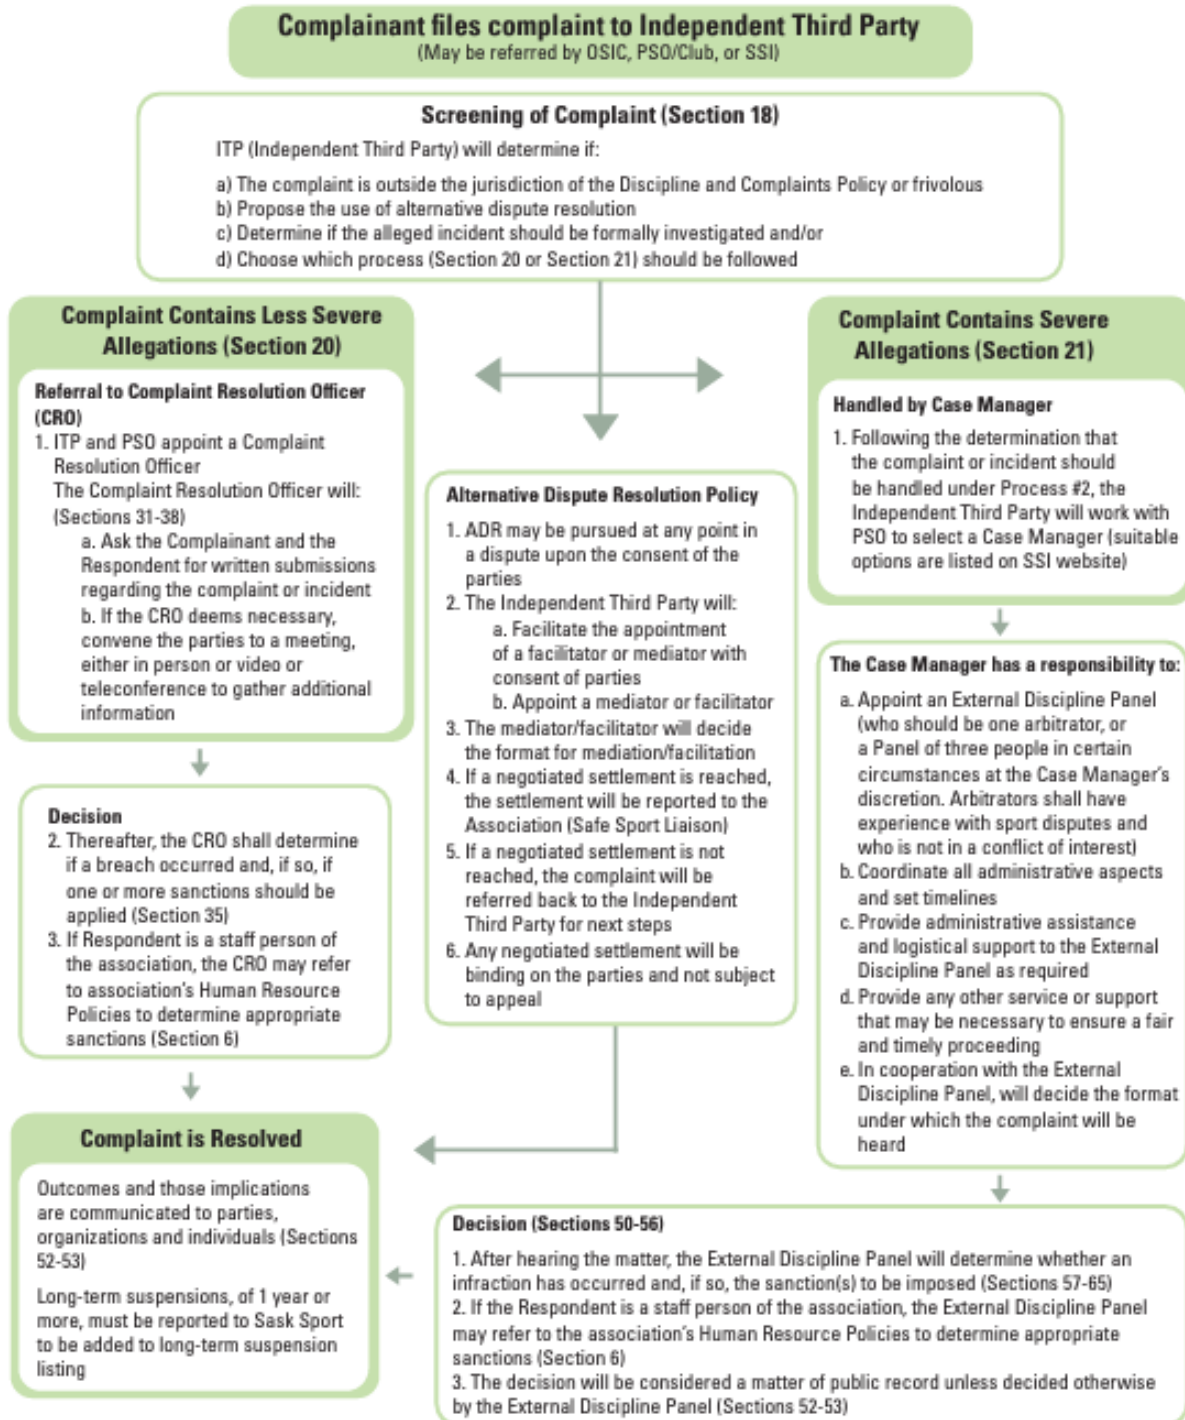 Complainant files complaint to Independent Third Party
(May be referred by OSIC, PSO/Club, or SSI)
Screening of Complaint (Section 18)
ITP (Independent Third Party) will determine if:
a) The complaint is outside the jurisdiction of the Discipline and Complaints Policy or frivolous
b) Propose the use of alternative dispute resolution
c) Determine if the alleged incident should be formally investigated and/or
d) Choose which process (Section 20 or Section 21) should be followed
Complaint Contains Less Severe
Allegations (Section 20)
Referral to Complaint Resolution Officer
(CRO)
1. ITP and PSO appoint a Complaint
Resolution Officer
The Complaint Resolution Officer will:
(Sections 31-38)
a. Ask the Complainant and the
Respondent for written submissions
regarding the complaint or incident
b. If the CRO deems necessary,
convene the parties to a meeting,
either in person or video or
teleconference to gather additional
information
Decision
2. Thereafter, the CRO shall determine
if a breach occurred and, if so, if
one or more sanctions should be
applied (Section 35)
3. If Respondent is a staff person of
the association, the CRO may refer
to association's Human Resource
Policies to determine appropriate
sanctions (Section 6)
Alternative Dispute Resolution Policy
1. ADR may be pursued at any point in
a dispute upon the consent of the
parties
2. The Independent Third Party will:
a. Facilitate the appointment
of a facilitator or mediator with
consent of parties
b. Appoint a mediator or facilitator
3. The mediator/facilitator will decide
the format for mediation/facilitation
4. If a negotiated settlement is reached,
the settlement will be reported to the
Association (Safe Sport Liaison)
5. If a negotiated settlement is not
reached, the complaint will be
referred back to the Independent
Third Party for next steps
6. Any negotiated settlement will be
binding on the parties and not subject
to appeal
Complaint Contains Severe
Allegations (Section 21)
Handled by Case Manager
1. Following the determination that
the complaint or incident should
be handled under Process #2, the
Independent Third Party will work with
PSO to select a Case Manager (suitable
options are listed on SSI website)
The Case Manager has a responsibility to:
a. Appoint an External Discipline Panel
(who should be one arbitrator, or
a Panel of three people in certain
circumstances at the Case Manager's
discretion. Arbitrators shall have
experience with sport disputes and
who is not in a conflict of interest)
b. Coordinate all administrative aspects
and set timelines
c. Provide administrative assistance
and logistical support to the External
Discipline Panel as required
d. Provide any other service or support
that may be necessary to ensure a fair
and timely proceeding
e. In cooperation with the External
Discipline Panel, will decide the format
under which the complaint will be
heard
Decision (Sections 50-56)
1. After hearing the matter, the External Discipline Panel will determine whether an
infraction has occurred and, if so, the sanction(s) to be imposed (Sections 57-65)
2. If the Respondent is a staff person of the association, the External Discipline Panel
may refer to the association's Human Resource Policies to determine appropriate
sanctions (Section 6)
3. The decision will be considered a matter of public record unless decided otherwise
by the External Discipline Panel (Sections 52-53)
Complaint is Resolved
Outcomes and those implications
are communicated to parties,
organizations and individuals (Sections
52-53)
Long-term suspensions, of 1 year or
more, must be reported to Sask Sport
to be added to long-term suspension
listing